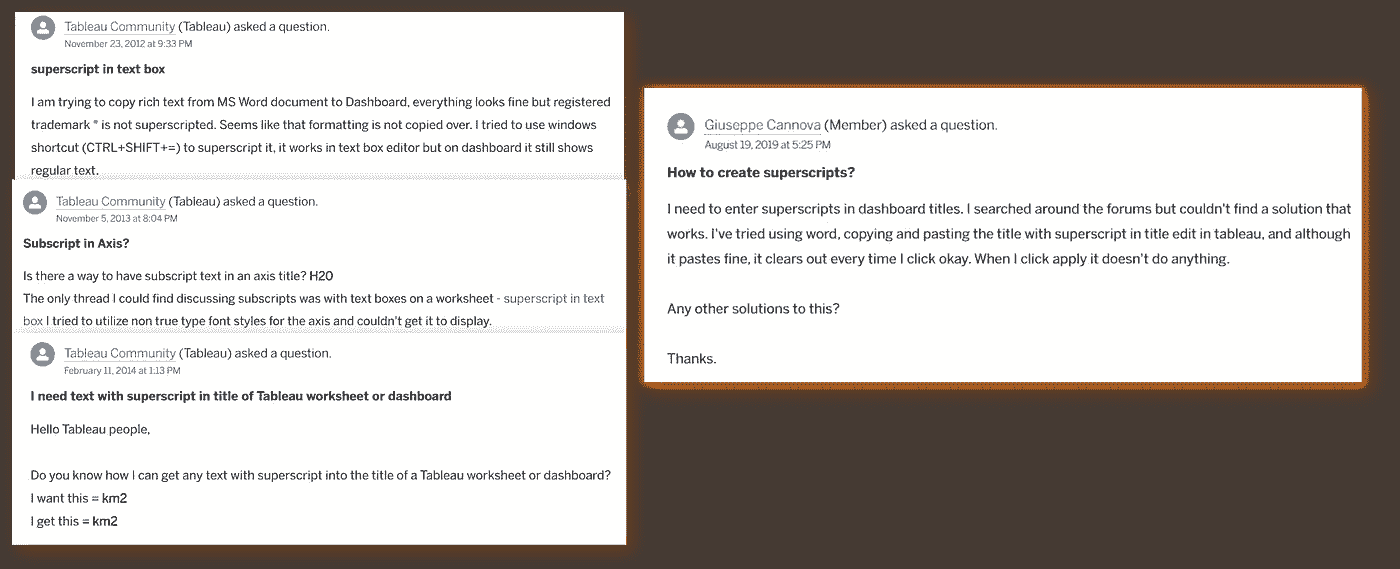 Tableau Community (Tableau) asked a question.
November 23, 2012 at 9:33 PM
superscript in text box
I am trying to copy rich text from MS Word document to Dashboard, everything looks fine but registered
trademark ® is not superscripted. Seems like that formatting is not copied over. I tried to use windows
shortcut (CTRL+SHIFT+=) to superscript it, it works in text box editor but on dashboard it still shows
regular text.
Tableau Community (Tableau) asked a question.
November 5, 2013 at 8:04 PM
Subscript in Axis?
Is there a way to have subscript text in an axis title? H20
The only thread I could find discussing subscripts was with text boxes on a worksheet - superscript in text
box I tried to utilize non true type font styles for the axis and couldn't get it to display.
Tableau Community (Tableau) asked a question.
February 11, 2014 at 1:13 PM
I need text with superscript in title of Tableau worksheet or dashboard
Hello Tableau people,
Do you know how I can get any text with superscript into the title of a Tableau worksheet or dashboard?
I want this = km2
I get this = km2
Giuseppe Cannova (Member) asked a question.
August 19, 2019 at 5:25 PM
How to create superscripts?
I need to enter superscripts in dashboard titles. I searched around the forums but couldn't find a solution that
works. I've tried using word, copying and pasting the title with superscript in title edit in tableau, and although
it pastes fine, it clears out every time I click okay. When I click apply it doesn't do anything.
Any other solutions to this?
Thanks.